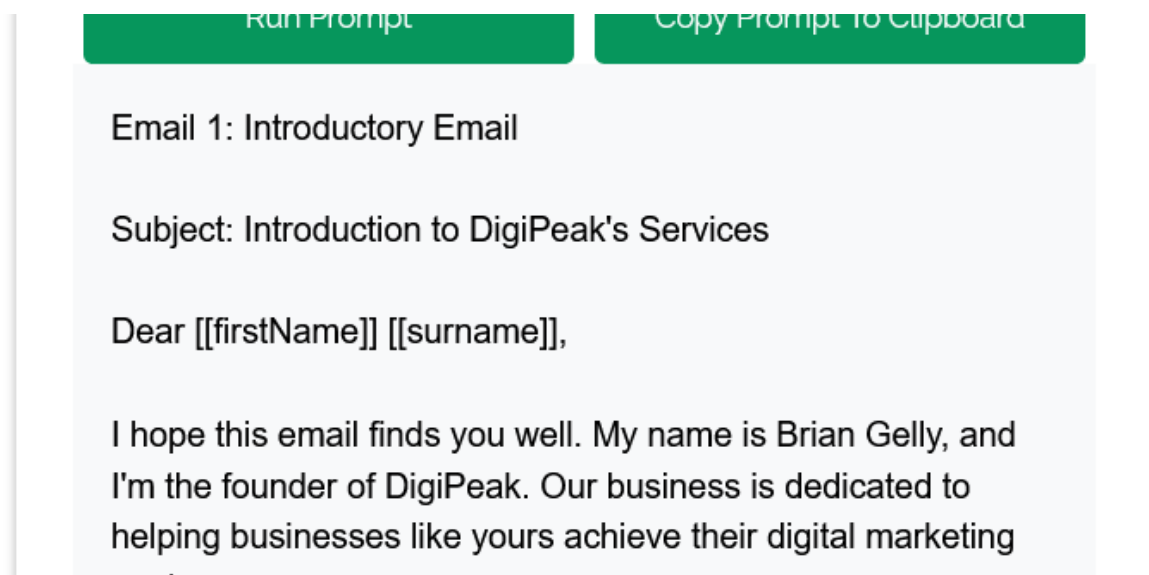 Run Prompt
Copy Prompt To Clipboard
Email 1: Introductory Email
Subject: Introduction to DigiPeak's Services
Dear [[firstName]] [[surname]],
I hope this email finds you well. My name is Brian Gelly, and
I'm the founder of DigiPeak. Our business is dedicated to
helping businesses like yours achieve their digital marketing